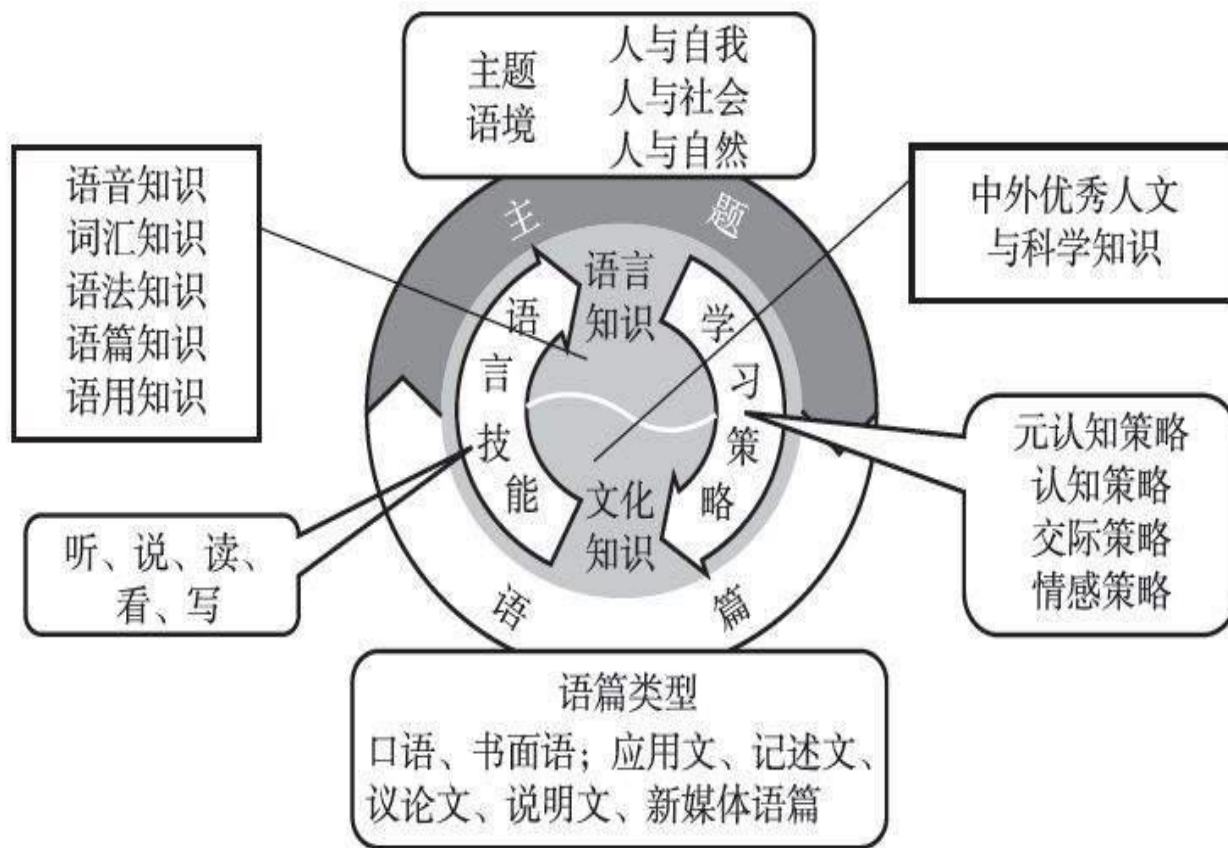 主题
语境
人与自我
人与社会
人与自然
语音知识
词汇知识
语法知识
语篇知识
语用知识
中外优秀人文
与科学知识
主题
语言
知识
语言技能
学习策略
文化
知识
元认知策略
认知策略
交际策略
情感策略
听、说、读、
看、写
语篇
语篇类型
口语、书面语；应用文、记述文、
议论文、说明文、新媒体语篇